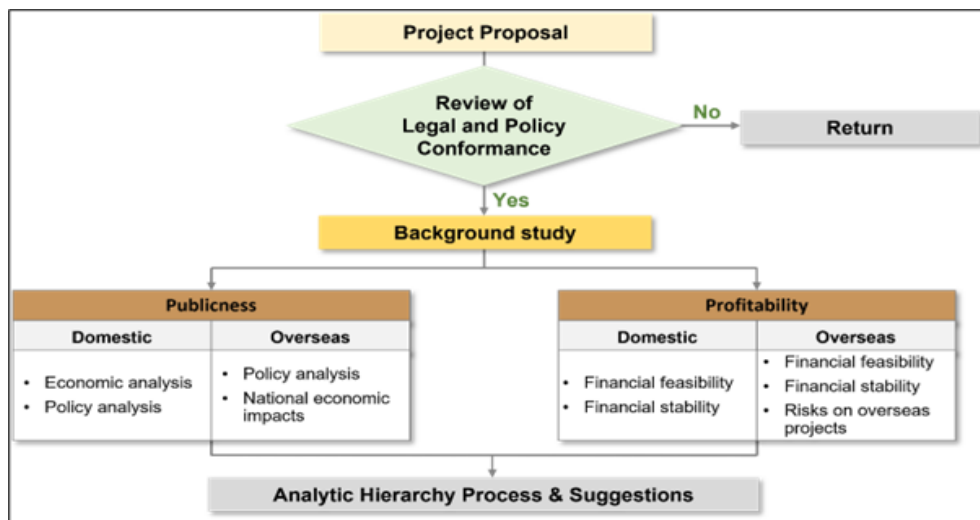 Project Proposal
Review of
Legal and Policy
Conformance
No
Return
Yes
Background study
Publicness
Domestic
Overseas
• Economic analysis
• Policy analysis
• Policy analysis
• National economic
impacts
Profitability
Domestic
Overseas
• Financial feasibility
• Financial stability
• Financial feasibility
• Financial stability
• Risks on overseas
projects
Analytic Hierarchy Process & Suggestions